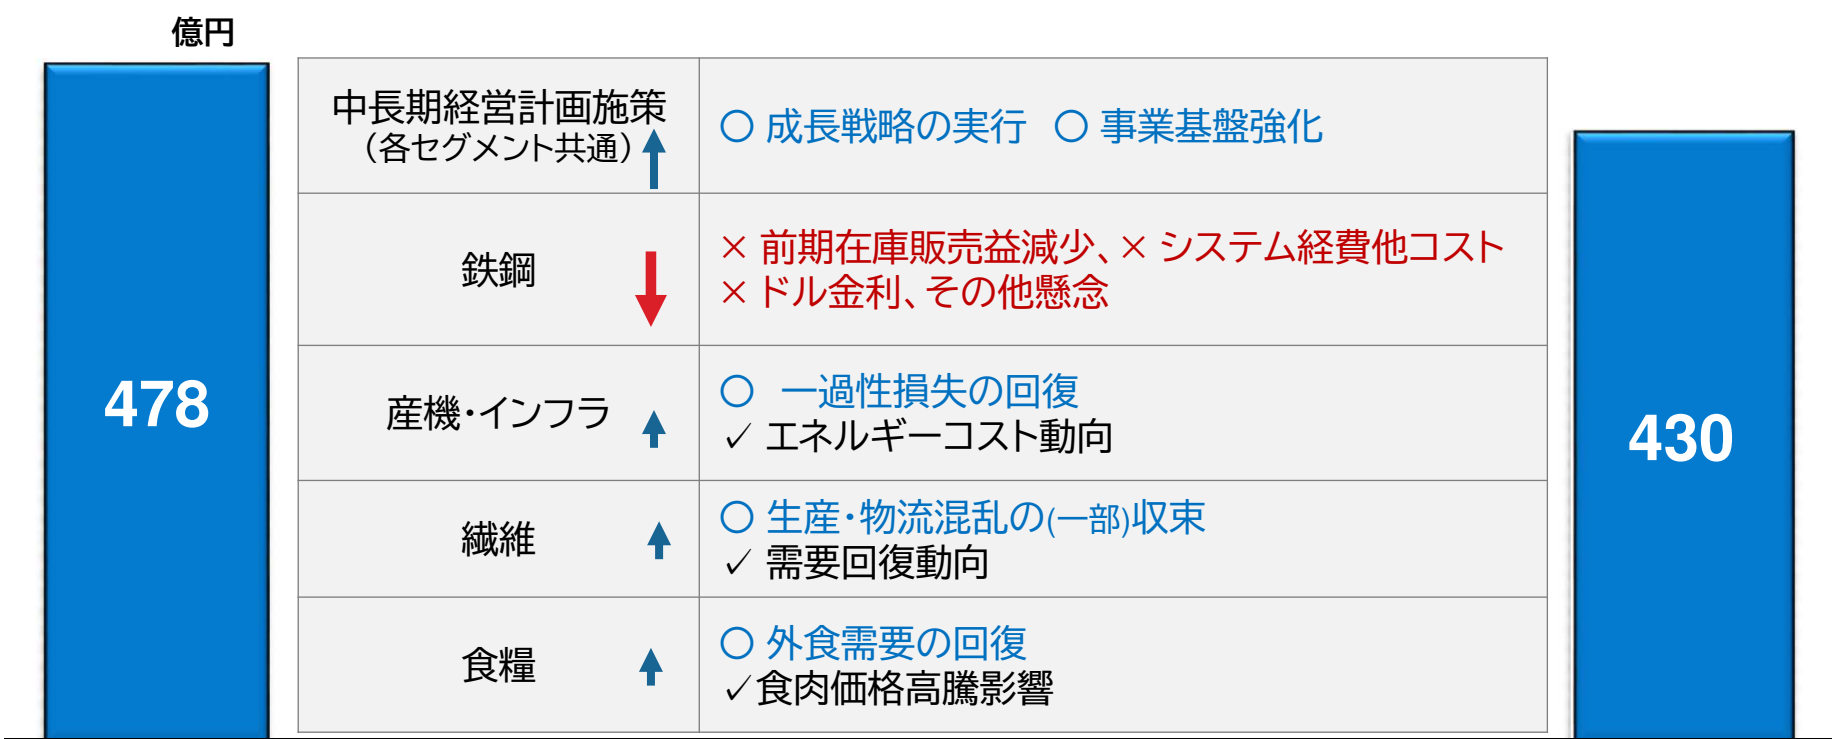 億円
478
中長期経営計画施策
（各セグメント共通）
〇 成長戦略の実行 〇 事業基盤強化
鉄鋼
× 前期在庫販売益減少、× システム経費他コスト
× ドル金利、その他懸念
産機・インフラ
〇 一過性損失の回復
✓ エネルギーコスト動向
繊維
〇 生産・物流混乱の(一部)収束
✓ 需要回復動向
食糧
〇 外食需要の回復
✓食肉価格高騰影響
430